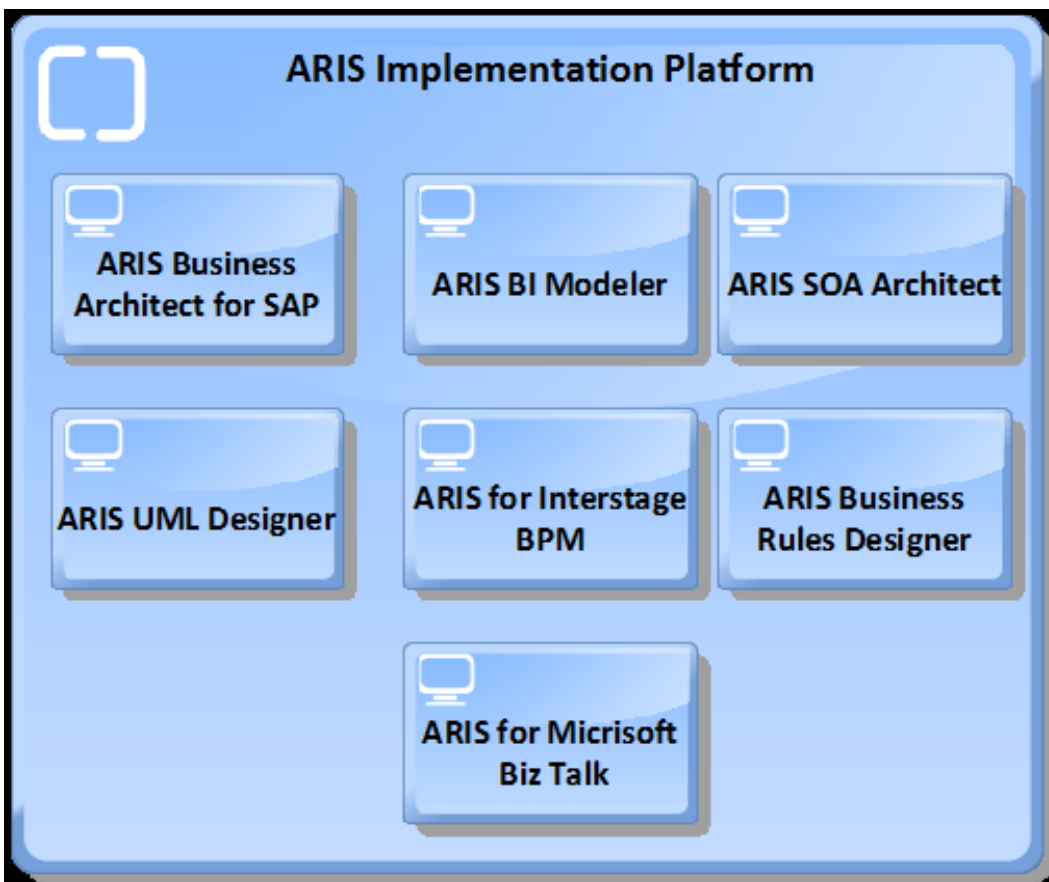 ARIS Implementation Platform
ARIS Business
Architect for SAP
ARIS BI Modeler
ARIS SOA Architect
ARIS UML Designer
ARIS for Interstage
BPM
ARIS Business
Rules Designer
ARIS for Micrisoft
Biz Talk